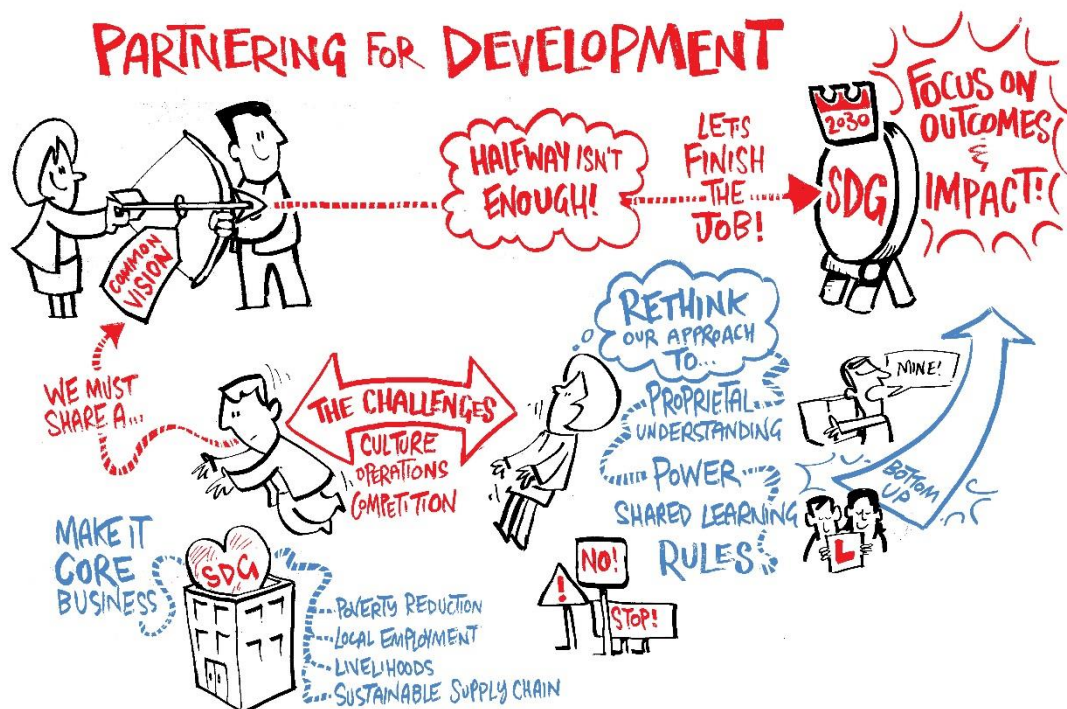 PARTNERING FOR DEVELOPMENT
COMMON
VISION
HALFWAY ISN'T
ENOUGH!
LET'S
FINISH
THE
JOB!
2030
SDG
FOCUS ON
OUTCOMES
&
IMPACT!
WE MUST
SHARE A...
THE CHALLENGES
CULTURE
OPERATIONS
COMPETITION
RETHINK
OUR APPROACH
TO...
PROPRIETAL
UNDERSTANDING
POWER
SHARED LEARNING
RULES
MINE!
BOTTOM
UP
L
MAKE IT
CORE
BUSINESS
SDG
POVERTY REDUCTION
LOCAL EMPLOYMENT
LIVELIHOODS
SUSTAINABLE SUPPLY CHAIN
!
NO!
STOP!